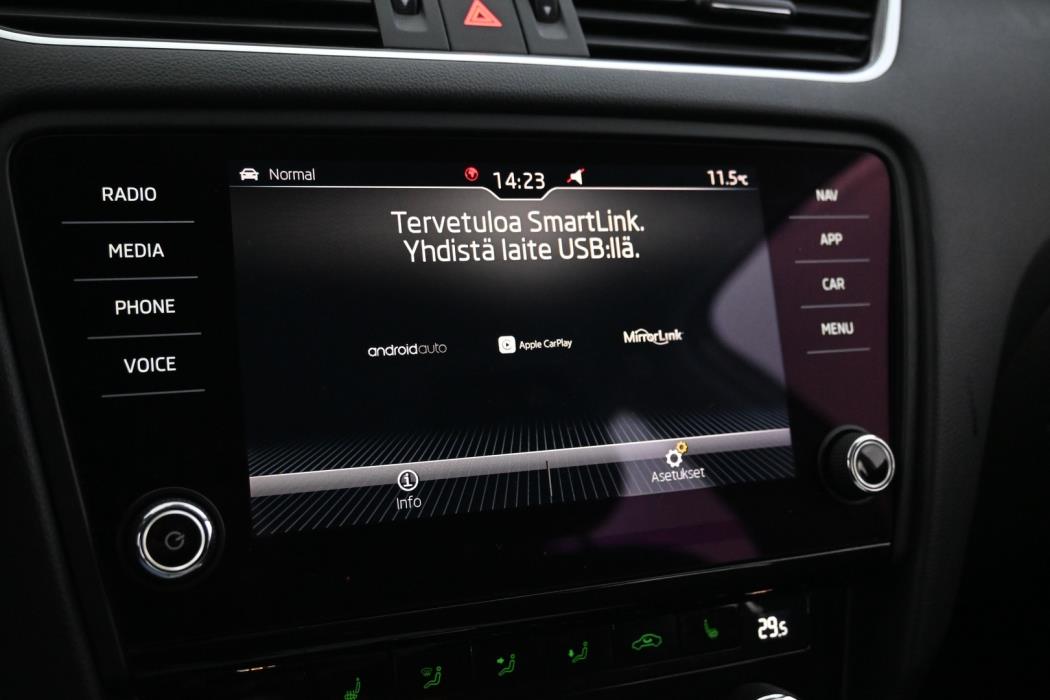 RADIO
MEDIA
PHONE
VOICE
Normal
14:23
11.5°C
Tervetuloa SmartLink.
Yhdistä laite USB:llä.
androidauto
Apple CarPlay
MirrorLink
Info
Asetukset
NAV
APP
CAR
MENU
29.5